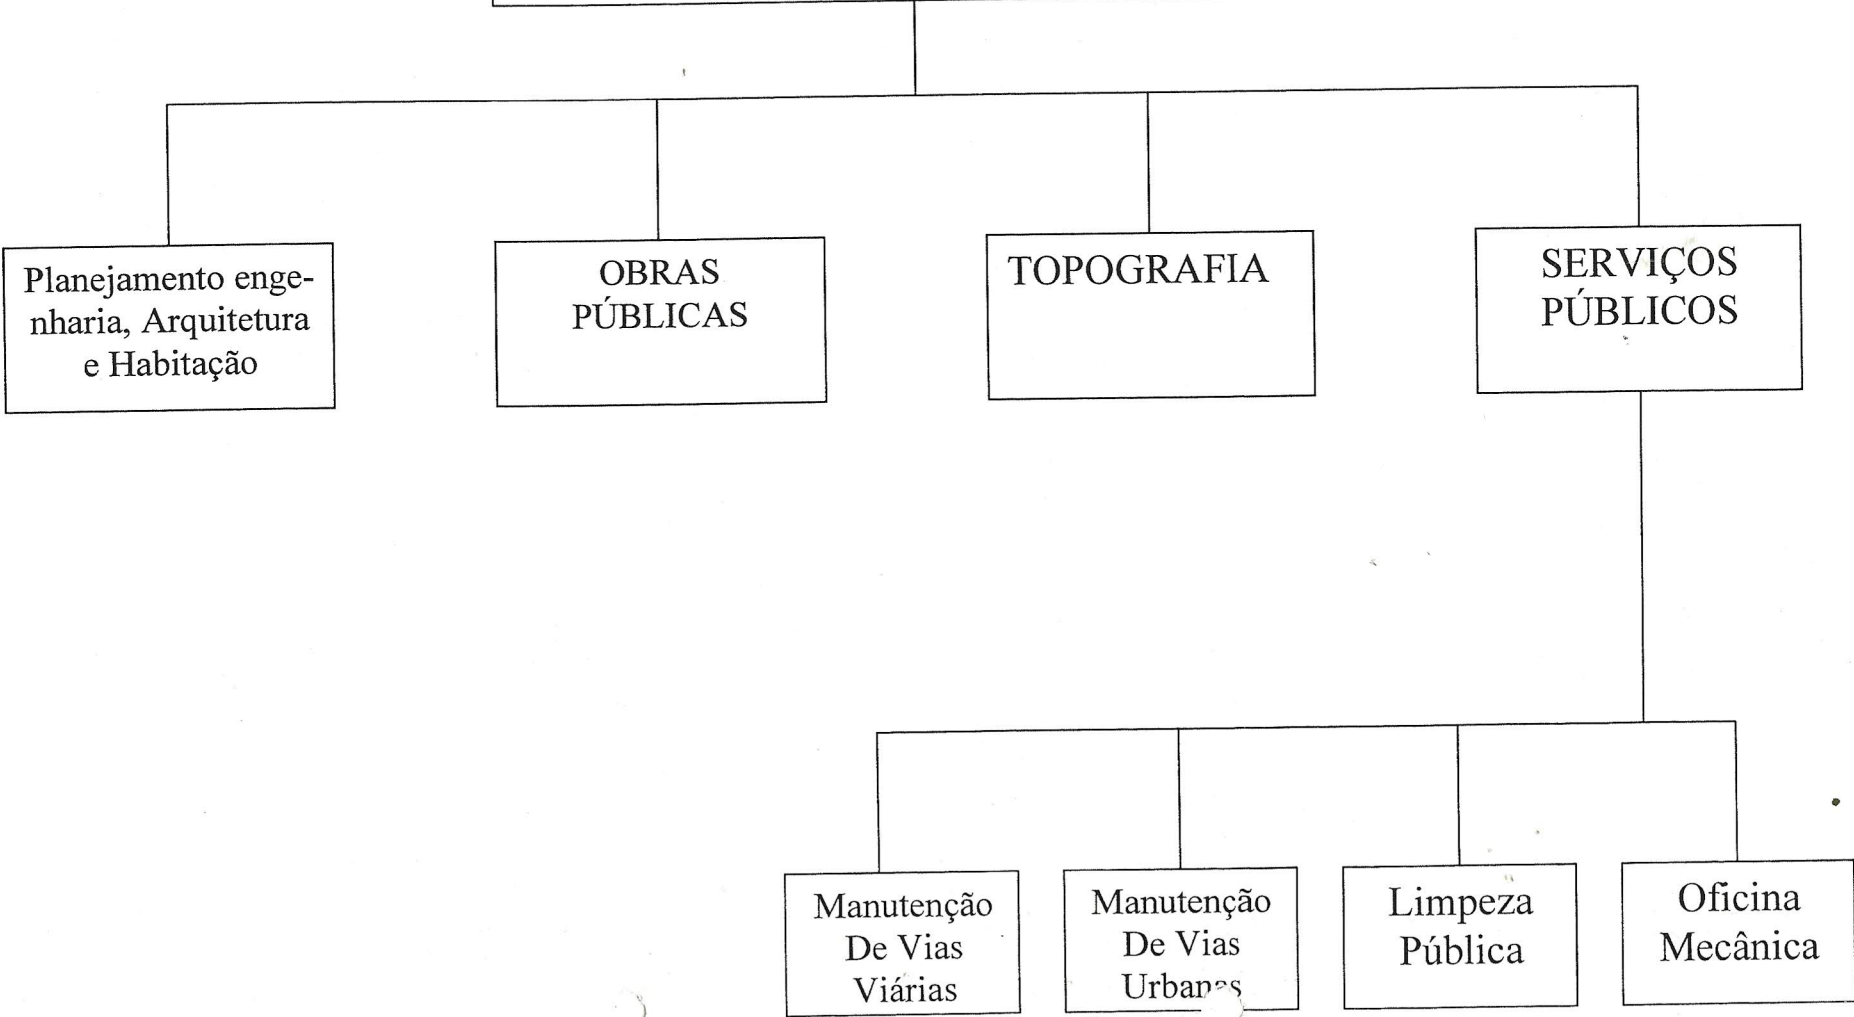 Planejamento enge-
nharia, Arquitetura
e Habitação
OBRAS
PÚBLICAS
TOPOGRAFIA
SERVIÇOS
PÚBLICOS
Manutenção
De Vias
Viárias
Manutenção
De Vias
Urbanas
Limpeza
Pública
Oficina
Mecânica